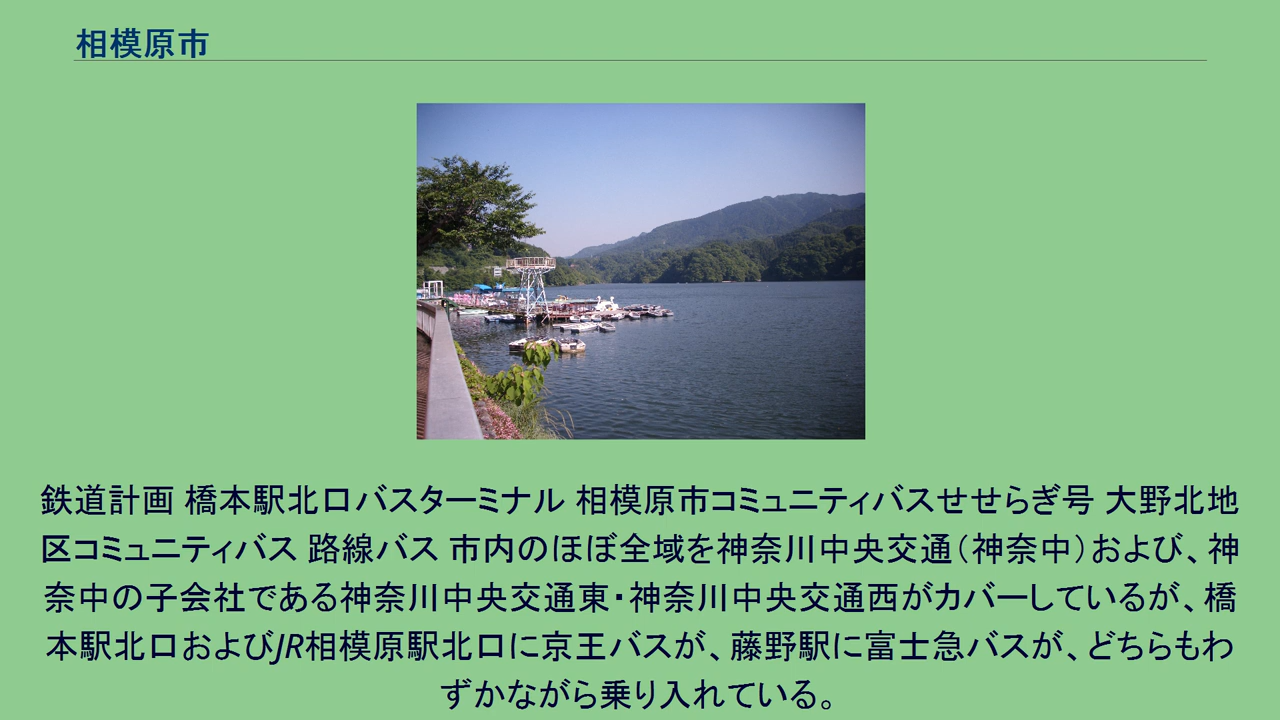 相模原市
鉄道計画 橋本駅北口バスターミナル 相模原市コミュニティバスせせらぎ号 大野北地
区コミュニティバス 路線バス 市内のほぼ全域を神奈川中央交通（神奈中）および、神
奈中の子会社である神奈川中央交通東・神奈川中央交通西がカバーしているが、橋
本駅北口およびJR相模原駅北口に京王バスが、藤野駅に富士急バスが、どちらもわ
ずかながら乗り入れている。